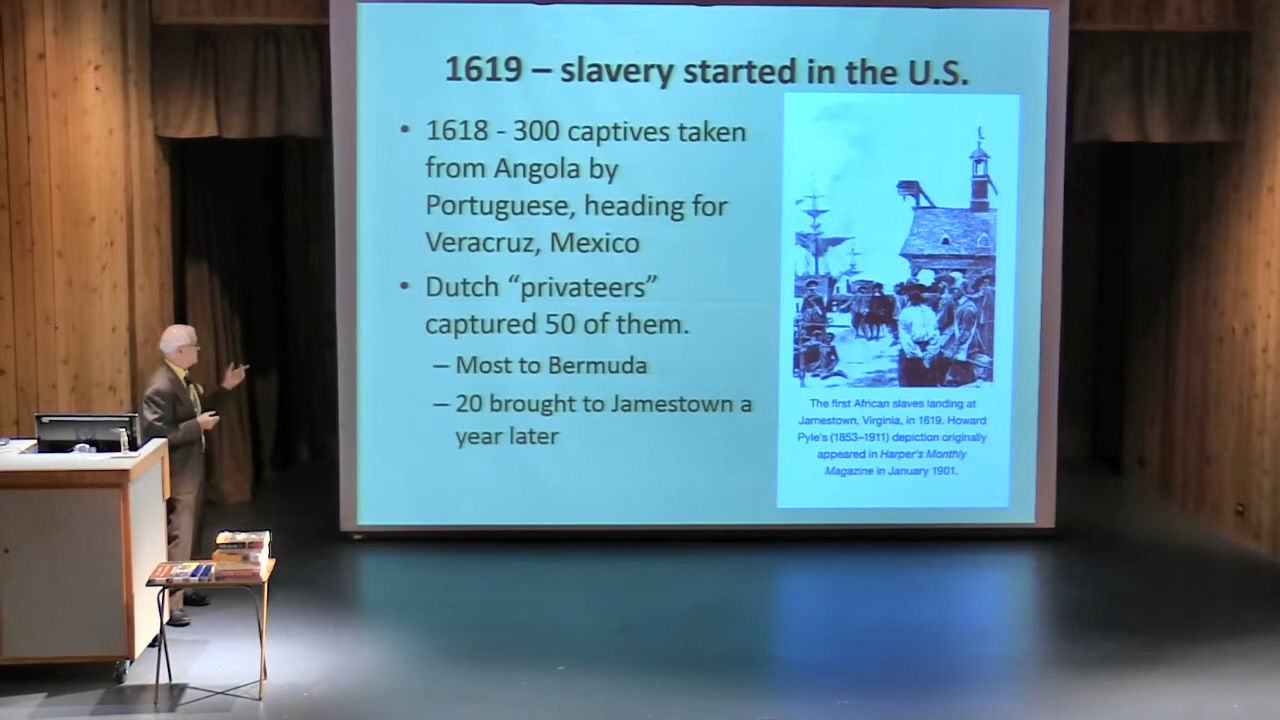 1619 – slavery started in the U.S.
• 1618 - 300 captives taken
from Angola by
Portuguese, heading for
Veracruz, Mexico
• Dutch “privateers”
captured 50 of them.
– Most to Bermuda
– 20 brought to Jamestown a
year later
The first African slaves landing at
Jamestown, Virginia, in 1619. Howard
Pyle's (1853–1911) depiction originally
appeared in Harper's Monthly
Magazine in January 1901.